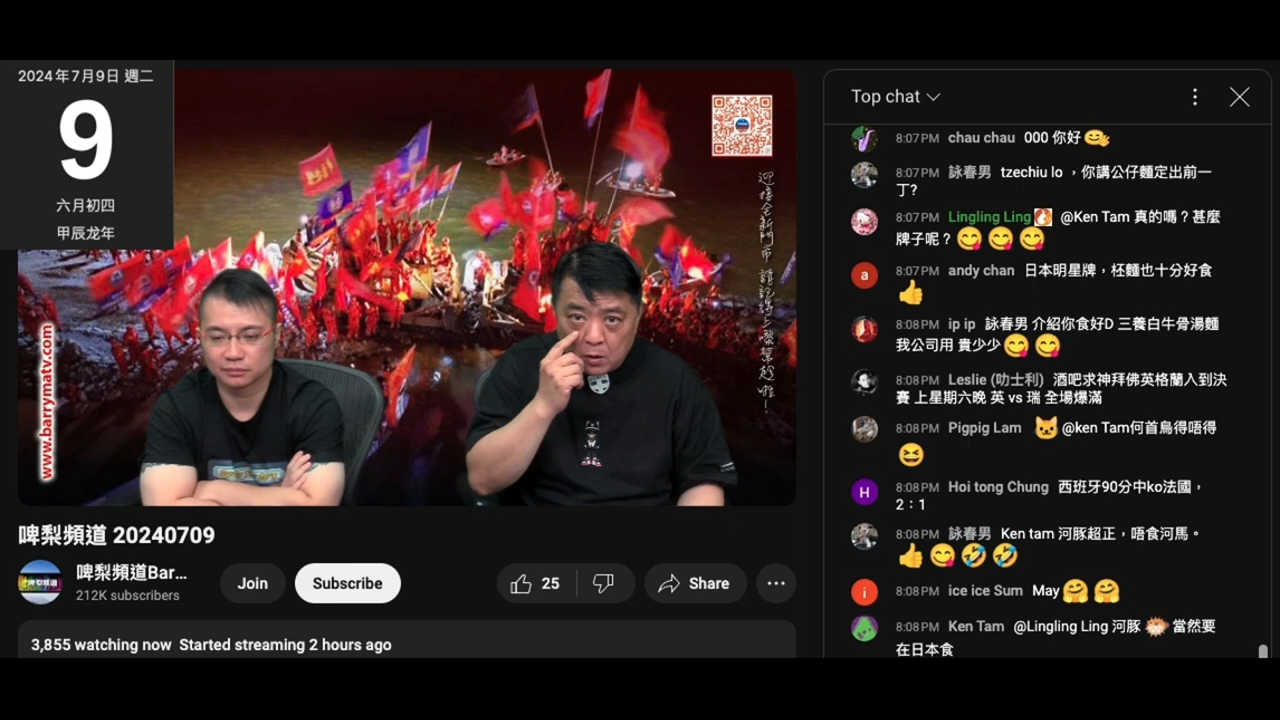 2024年7月9日 週二
9
六月初四
甲辰龙年
www.barrymatv.com
啤梨頻道 20240709
啤梨頻道Bar...
212K subscribers
Join
Subscribe
25
Share
3,855 watching now Started streaming 2 hours ago
Top chat
8:07PM chau chau 000 你好
8:07PM 詠春男 tzechiu lo ，你講公仔麵定出前一
丁?
8:07PM Lingling Ling @Ken Tam 真的嗎？甚麼
牌子呢？
a
8:07PM andy chan 日本明星牌，柸麵也十分好食
8:08PM ip ip 詠春男 介紹你食好D 三養白牛骨湯麵
我公司用 貴少少
8:08PM Leslie (叻士利) 酒吧求神拜佛英格蘭入到決
賽 上星期六晚 英 vs 瑞 全場爆滿
8:08PM Pigpig Lam @ken Tam何首烏得唔得
H
8:08PM Hoi tong Chung 西班牙90分中ko法國，
2：1
8:08PM 詠春男 Ken tam 河豚超正，唔食河馬。
i
8:08PM ice ice Sum May
8:08PM Ken Tam @Lingling Ling 河豚 當然要
在日本食